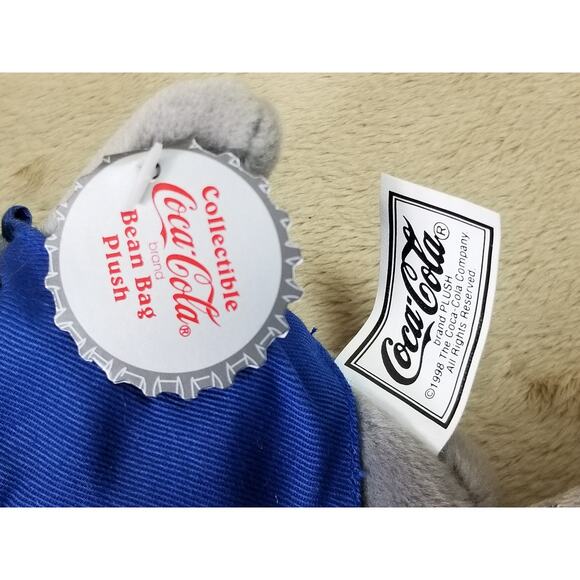 Collectible
Coca-Cola®
brand
Bean Bag
Plush
Coca-Cola®
brand PLUSH
©1998 The Coca-Cola Company.
All Rights Reserved